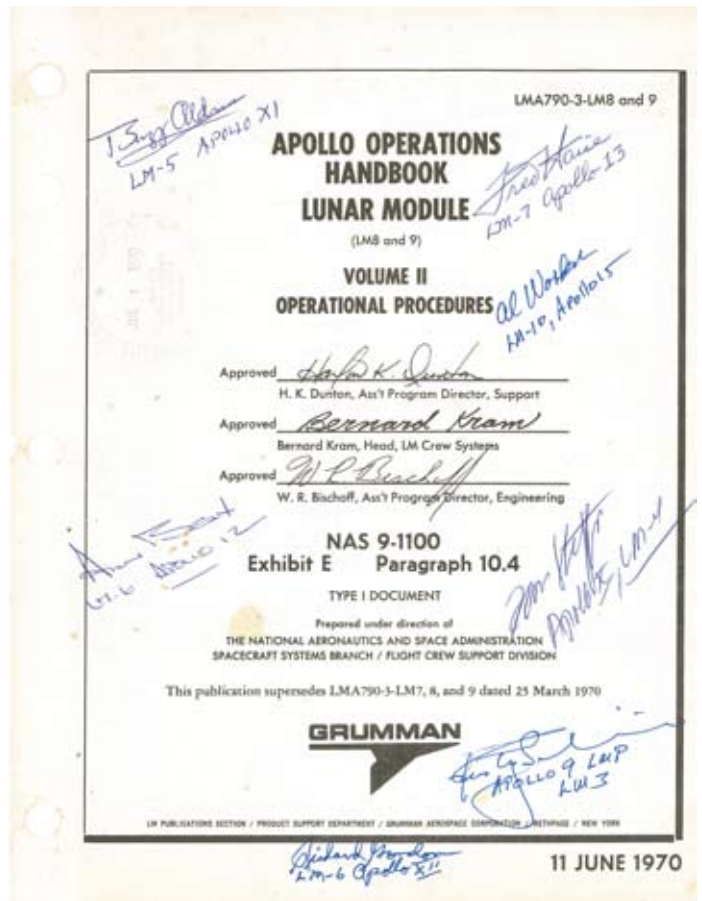 LMA790-3-LM8 and 9
Buzz Aldrin
LM-5 APOLLO XI
APOLLO OPERATIONS
HANDBOOK
LUNAR MODULE
(LM8 and 9)
Fred Haise
LM-7 Apollo 13
VOLUME II
OPERATIONAL PROCEDURES
Al Worden
LM-10, Apollo 15
Approved
H. K. Dunton, Ass't Program Director, Support
Approved Bernard Kram
Bernard Kram, Head, LM Crew Systems
Approved W R Bischoff
W. R. Bischoff, Ass't Program Director, Engineering
LM-6 APOLLO 12
NAS 9-1100
Exhibit E Paragraph 10.4
TYPE I DOCUMENT
LM-4
Prepared under direction of
THE NATIONAL AERONAUTICS AND SPACE ADMINISTRATION
SPACECRAFT SYSTEMS BRANCH / FLIGHT CREW SUPPORT DIVISION
This publication supersedes LMA790-3-LM7, 8, and 9 dated 25 March 1970
GRUMMAN
APOLLO 9 LMP
LM 3
LM PUBLICATIONS SECTION / PRODUCT SUPPORT DEPARTMENT / GRUMMAN AEROSPACE CORPORATION / BETHPAGE / NEW YORK
Richard Gordon
LM-6 Apollo XII
11 JUNE 1970